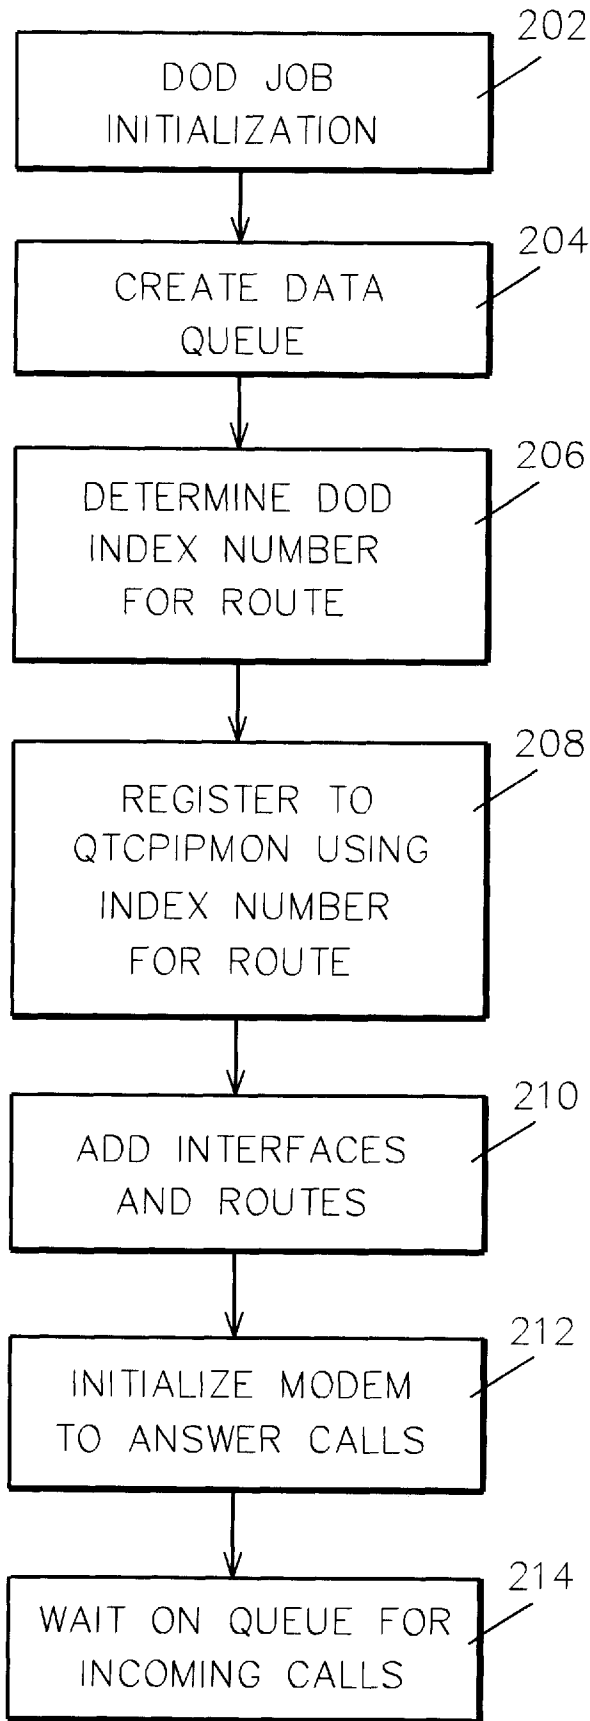 202
DOD JOB
INITIALIZATION
204
CREATE DATA
QUEUE
206
DETERMINE DOD
INDEX NUMBER
FOR ROUTE
208
REGISTER TO
QTCPIPMON USING
INDEX NUMBER
FOR ROUTE
210
ADD INTERFACES
AND ROUTES
212
INITIALIZE MODEM
TO ANSWER CALLS
214
WAIT ON QUEUE FOR
INCOMING CALLS